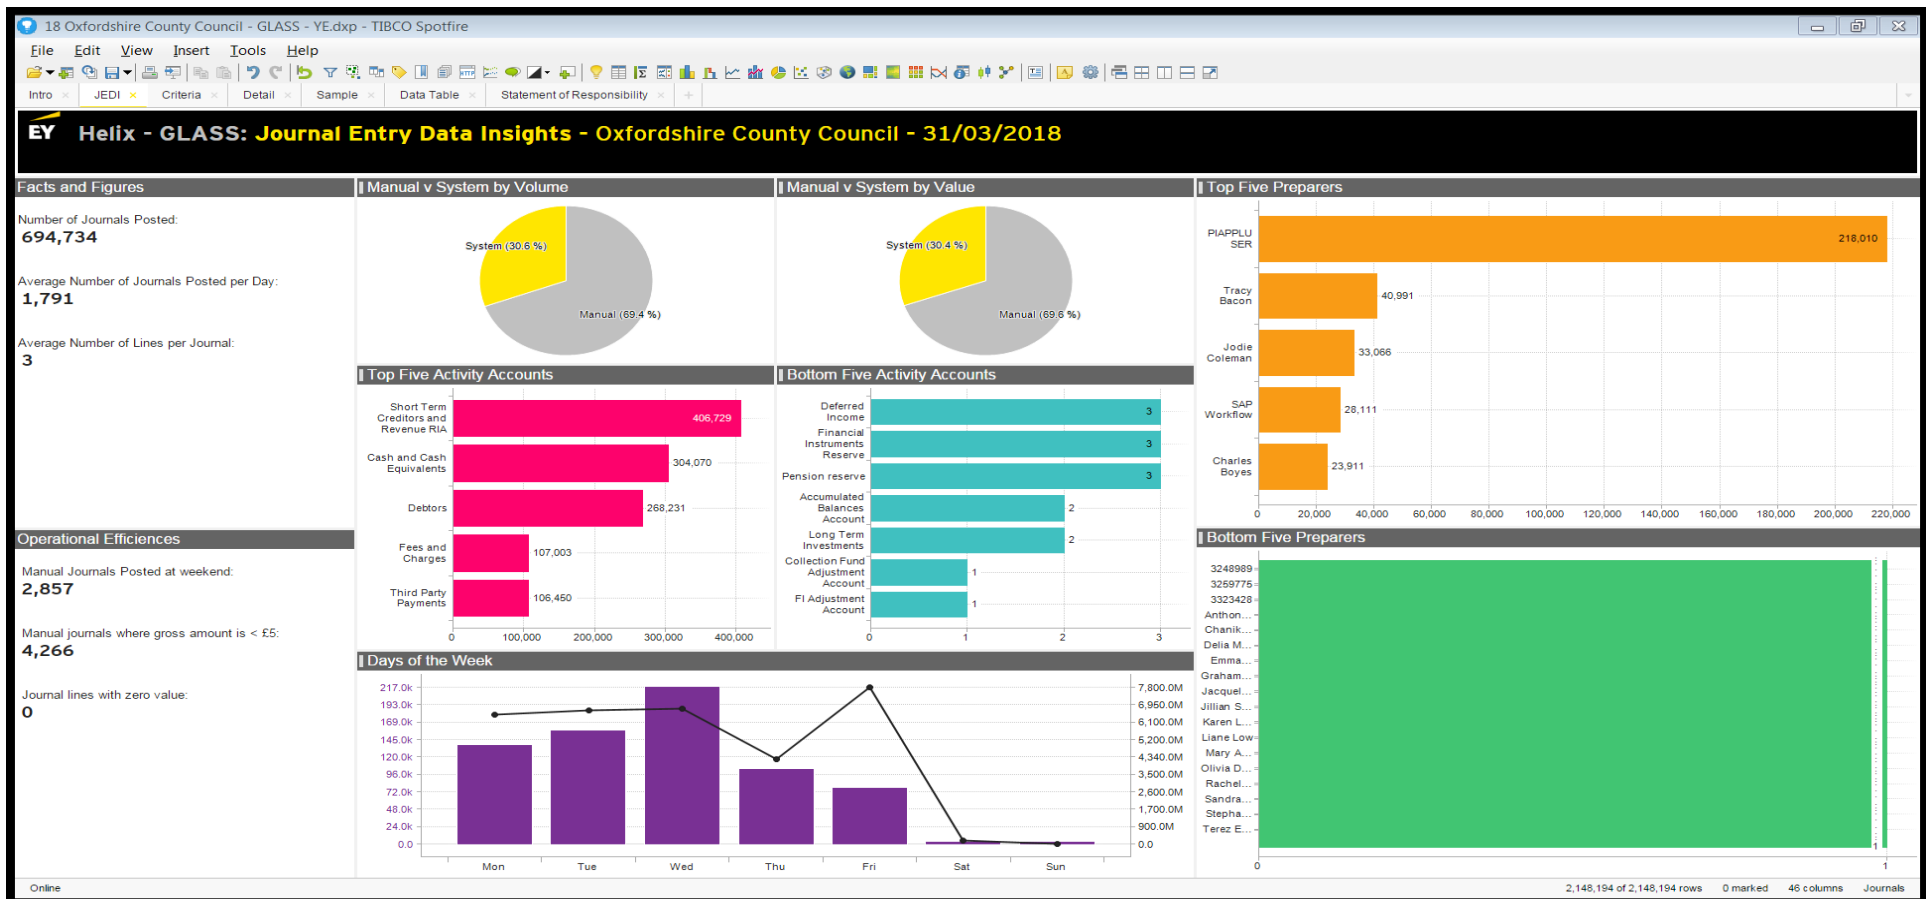 18 Oxfordshire County Council - GLASS - YE.dxp - TIBCO Spotfire
File Edit View Insert Tools Help
Intro JEDI Criteria Detail Sample Data Table Statement of Responsibility
EY Helix - GLASS: Journal Entry Data Insights - Oxfordshire County Council - 31/03/2018
Facts and Figures
Number of Journals Posted:
694,734
Average Number of Journals Posted per Day:
1,791
Average Number of Lines per Journal:
3
Operational Efficiences
Manual Journals Posted at weekend:
2,857
Manual journals where gross amount is < £5:
4,266
Journal lines with zero value:
0
Manual v System by Volume
System (30.6 %)
Manual (69.4 %)
Manual v System by Value
System (30.4 %)
Manual (69.6 %)
Top Five Activity Accounts
Short Term
Creditors and
Revenue RIA
406,729
Cash and Cash
Equivalents
304,070
Debtors
268,231
Fees and
Charges
107,003
Third Party
Payments
106,450
0 100,000 200,000 300,000 400,000
Bottom Five Activity Accounts
Deferred
Income
3
Financial
Instruments
Reserve
3
Pension reserve
3
Accumulated
Balances
Account
2
Long Term
Investments
2
Collection Fund
Adjustment
Account
1
FI Adjustment
Account
1
0 1 2 3
Days of the Week
217.0k
193.0k
169.0k
145.0k
120.0k
96.0k
72.0k
48.0k
24.0k
0.0
7,800.0M
6,950.0M
6,100.0M
5,200.0M
4,340.0M
3,500.0M
2,600.0M
1,700.0M
900.0M
0.0
Mon Tue Wed Thu Fri Sat Sun
Top Five Preparers
PIAPPLU
SER
218,010
Tracy
Bacon
40,991
Jodie
Coleman
33,066
SAP
Workflow
28,111
Charles
Boyes
23,911
0 20,000 40,000 60,000 80,000 100,000 120,000 140,000 160,000 180,000 200,000 220,000
Bottom Five Preparers
3248989
3259775
3323428
Anthon...
Chanik...
Delia M...
Emma...
Graham...
Jacquel...
Jillian S...
Karen L...
Liane Low
Mary A...
Olivia D...
Rachel...
Sandra...
Stepha...
Terez E...
1
0 1
Online
2,148,194 of 2,148,194 rows 0 marked 46 columns Journals